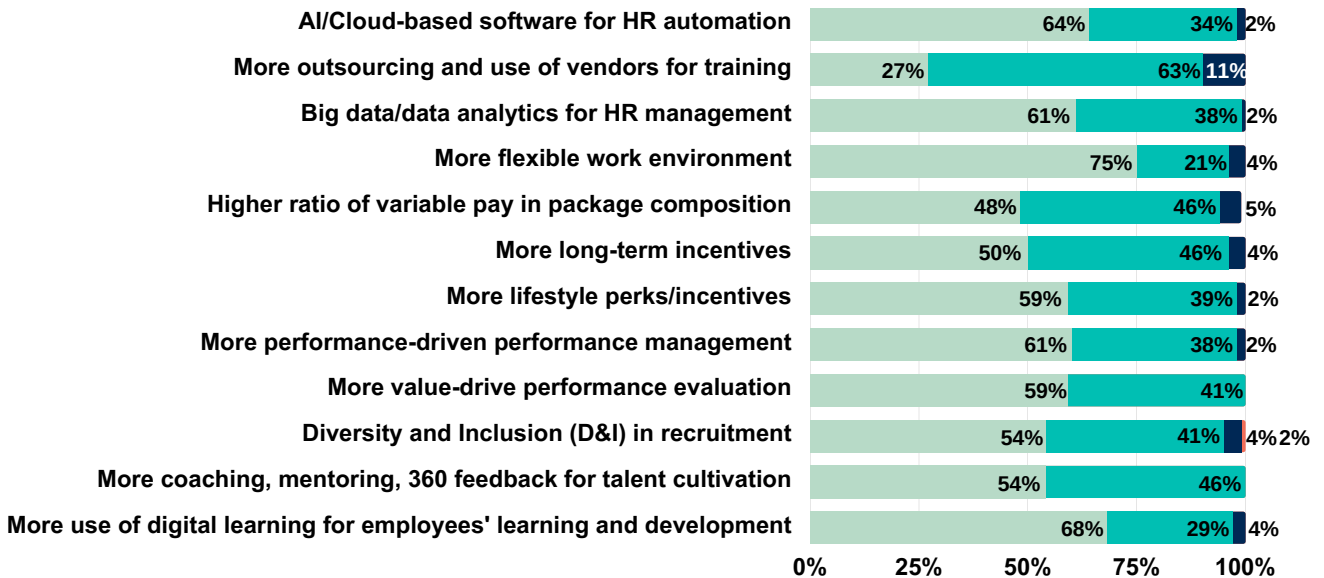 AI/Cloud-based software for HR automation 64% 34% 2%
More outsourcing and use of vendors for training 27% 63% 11%
Big data/data analytics for HR management 61% 38% 2%
More flexible work environment 75% 21% 4%
Higher ratio of variable pay in package composition 48% 46% 5%
More long-term incentives 50% 46% 4%
More lifestyle perks/incentives 59% 39% 2%
More performance-driven performance management 61% 38% 2%
More value-drive performance evaluation 59% 41%
Diversity and Inclusion (D&I) in recruitment 54% 41% 4% 2%
More coaching, mentoring, 360 feedback for talent cultivation 54% 46%
More use of digital learning for employees' learning and development 68% 29% 4%
0% 25% 50% 75% 100%